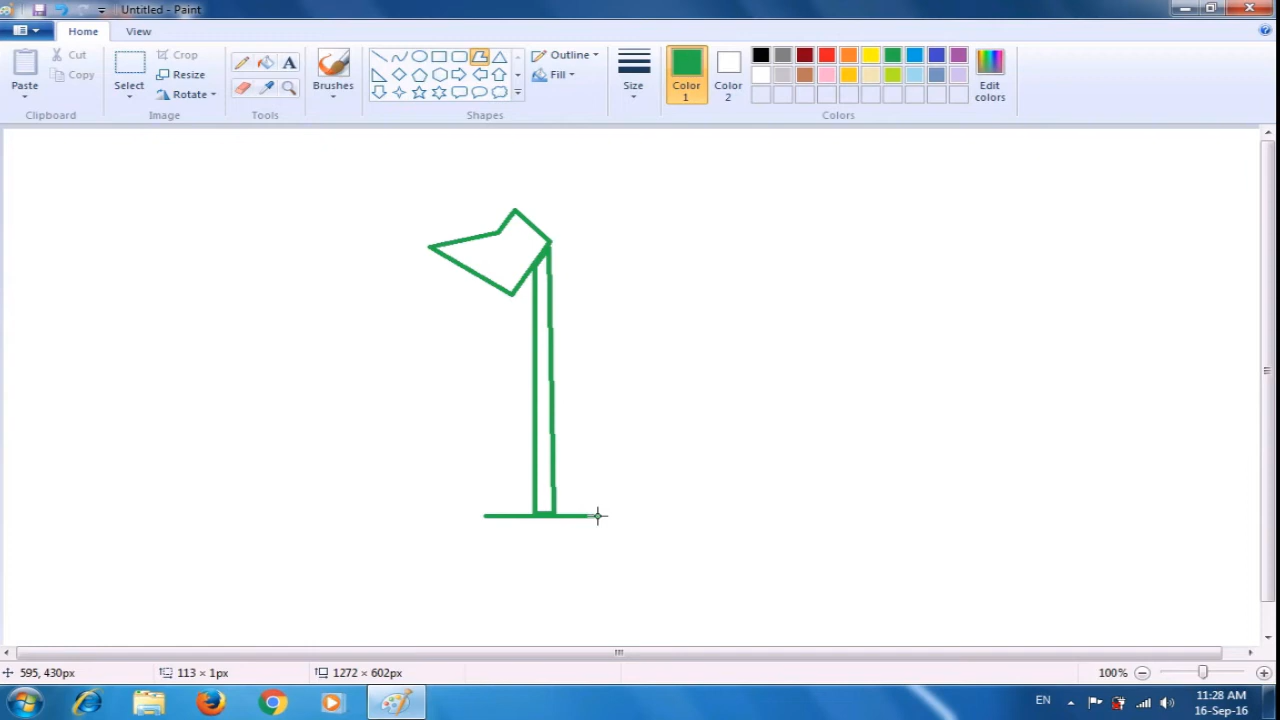 Untitled - Paint
Home View
Paste
Cut
Copy
Clipboard
Select
Crop
Resize
Rotate
Image
A
Tools
Brushes
Outline
Fill
Shapes
Size
Color 1
Color 2
Edit colors
Colors
595, 430px
113 × 1px
1272 × 602px
100%
EN
11:28 AM
16-Sep-16